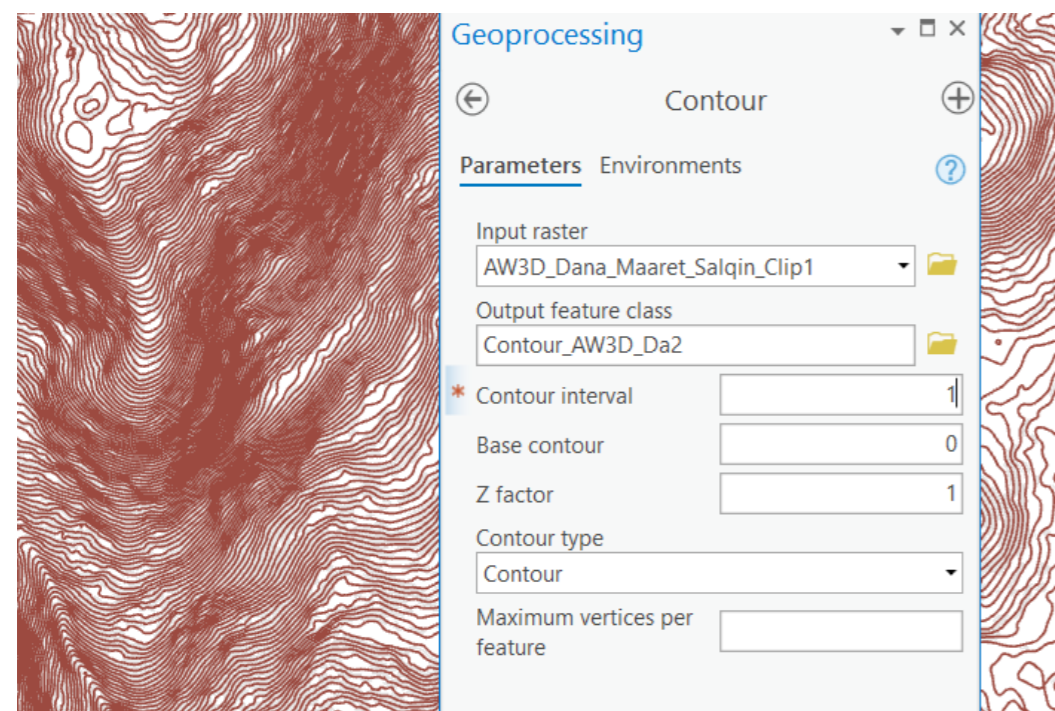 Geoprocessing
Contour
Parameters Environments
?
Input raster
AW3D_Dana_Maaret_Salqin_Clip1
Output feature class
Contour_AW3D_Da2
* Contour interval 1
Base contour 0
Z factor 1
Contour type
Contour
Maximum vertices per
feature